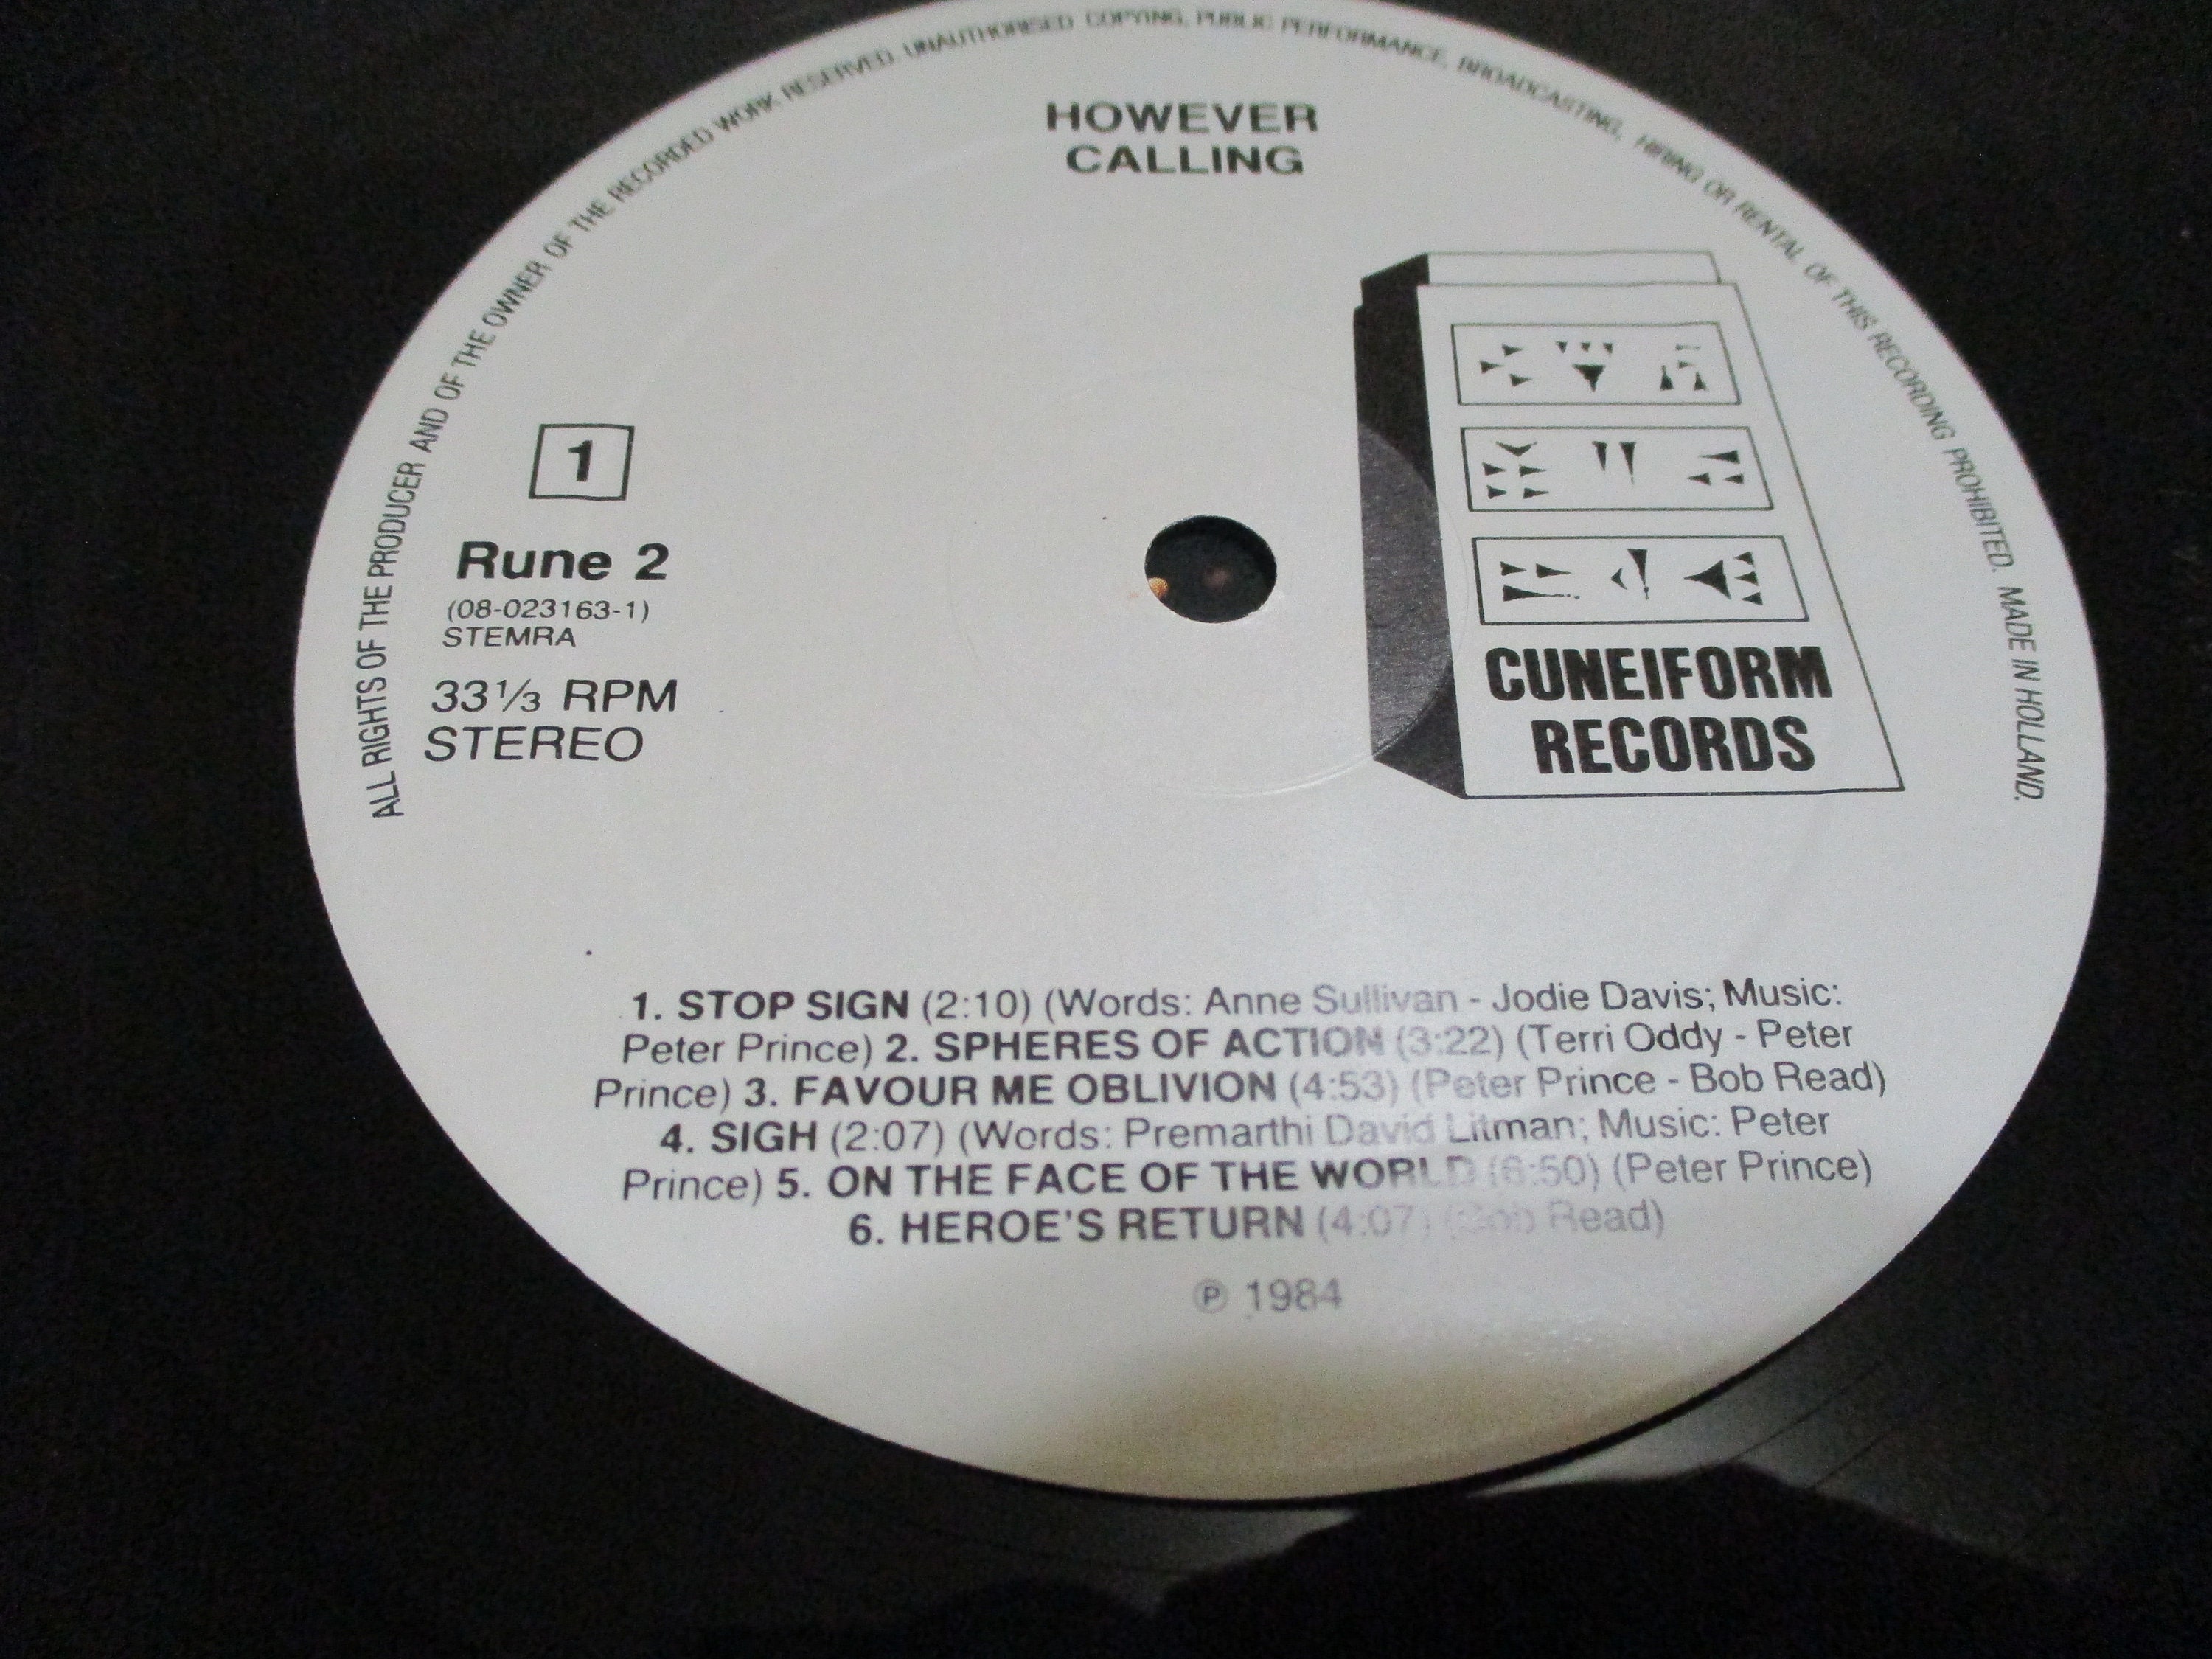 ALL RIGHTS OF THE PRODUCER AND OF THE OWNER OF THE RECORDED WORK RESERVED. UNAUTHORISED COPYING, PUBLIC PERFORMANCE, BROADCASTING, HIRING OR RENTAL OF THIS RECORDING PROHIBITED. MADE IN HOLLAND.
HOWEVER
CALLING
1
Rune 2
(08-023163-1)
STEMRA
33⅓ RPM
STEREO
CUNEIFORM
RECORDS
1. STOP SIGN (2:10) (Words: Anne Sullivan - Jodie Davis; Music:
Peter Prince) 2. SPHERES OF ACTION (3:22) (Terri Oddy - Peter
Prince) 3. FAVOUR ME OBLIVION (4:53) (Peter Prince - Bob Read)
4. SIGH (2:07) (Words: Premarthi David Litman; Music: Peter
Prince) 5. ON THE FACE OF THE WORLD (6:50) (Peter Prince)
6. HEROE'S RETURN (4:07) (Bob Read)
℗ 1984